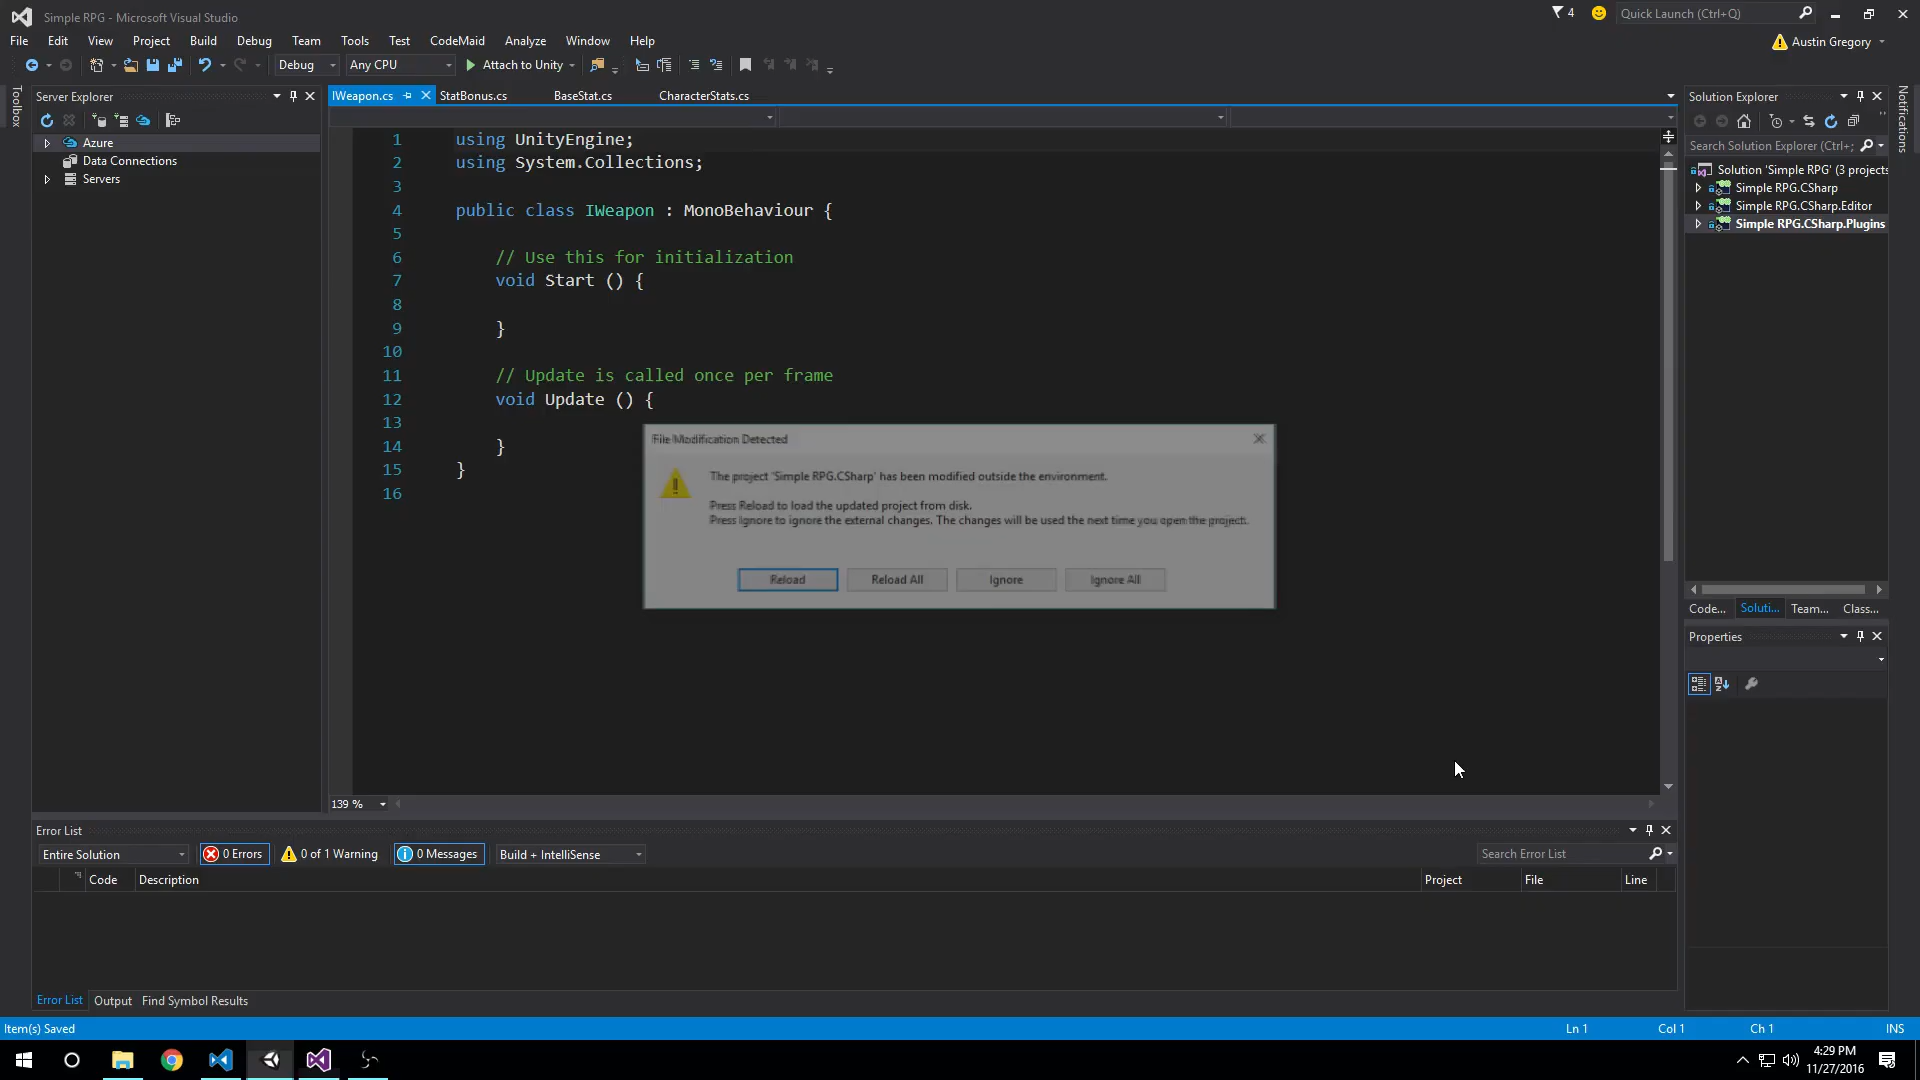 Simple RPG - Microsoft Visual Studio
4
Quick Launch (Ctrl+Q)
File Edit View Project Build Debug Team Tools Test CodeMaid Analyze Window Help
Austin Gregory
Debug
Any CPU
Attach to Unity
Toolbox
Server Explorer
Azure
Data Connections
Servers
IWeapon.cs
StatBonus.cs
BaseStat.cs
CharacterStats.cs
1 using UnityEngine;
2 using System.Collections;
3
4 public class IWeapon : MonoBehaviour {
5
6 // Use this for initialization
7 void Start () {
8
9 }
10
11 // Update is called once per frame
12 void Update () {
13
14 }
15 }
16
File Modification Detected
The project 'Simple RPG.CSharp' has been modified outside the environment.
Press Reload to load the updated project from disk.
Press Ignore to ignore the external changes. The changes will be used the next time you open the project.
Reload
Reload All
Ignore
Ignore All
139 %
Solution Explorer
Search Solution Explorer (Ctrl+;
Solution 'Simple RPG' (3 projects
Simple RPG.CSharp
Simple RPG.CSharp.Editor
Simple RPG.CSharp.Plugins
Code... Soluti... Team... Class...
Properties
Notifications
Error List
Entire Solution
0 Errors
0 of 1 Warning
0 Messages
Build + IntelliSense
Search Error List
Code Description Project File Line
Error List Output Find Symbol Results
Item(s) Saved
Ln 1 Col 1 Ch 1 INS
4:29 PM
11/27/2016